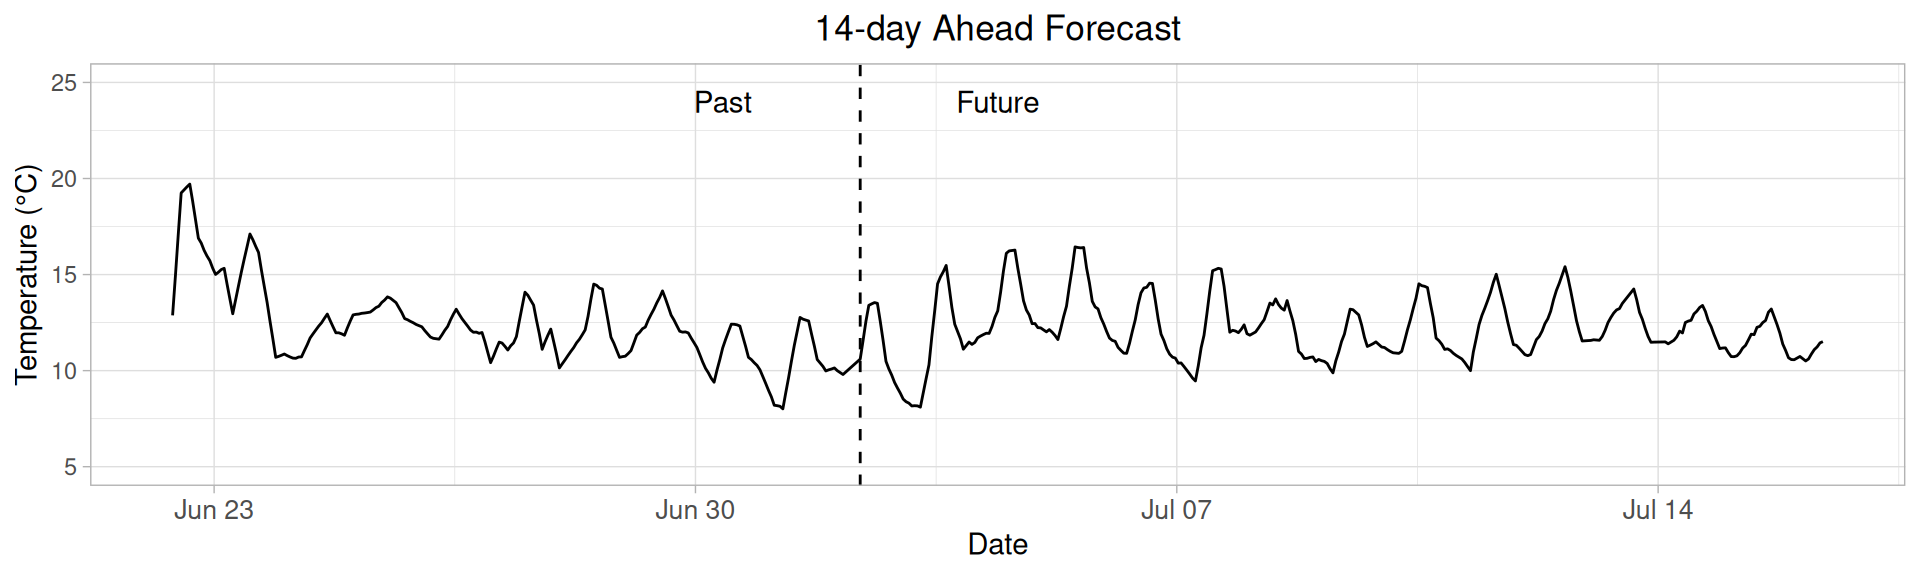 14-day Ahead Forecast
Past
Future
25
20
15
10
5
Temperature (°C)
Jun 23
Jun 30
Jul 07
Jul 14
Date